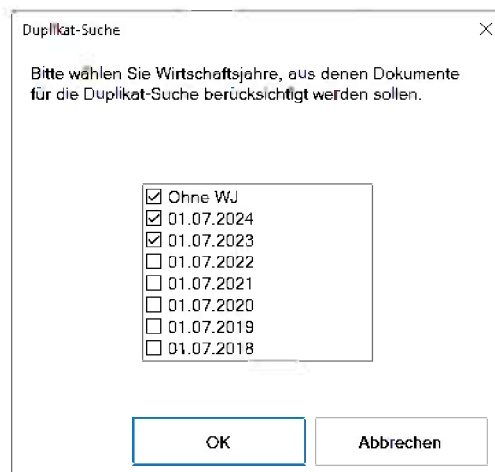 Duplikat-Suche
Bitte wählen Sie Wirtschaftsjahre, aus denen Dokumente
für die Duplikat-Suche berücksichtigt werden sollen.
Ohne WJ
01.07.2024
01.07.2023
01.07.2022
01.07.2021
01.07.2020
01.07.2019
01.07.2018
OK
Abbrechen